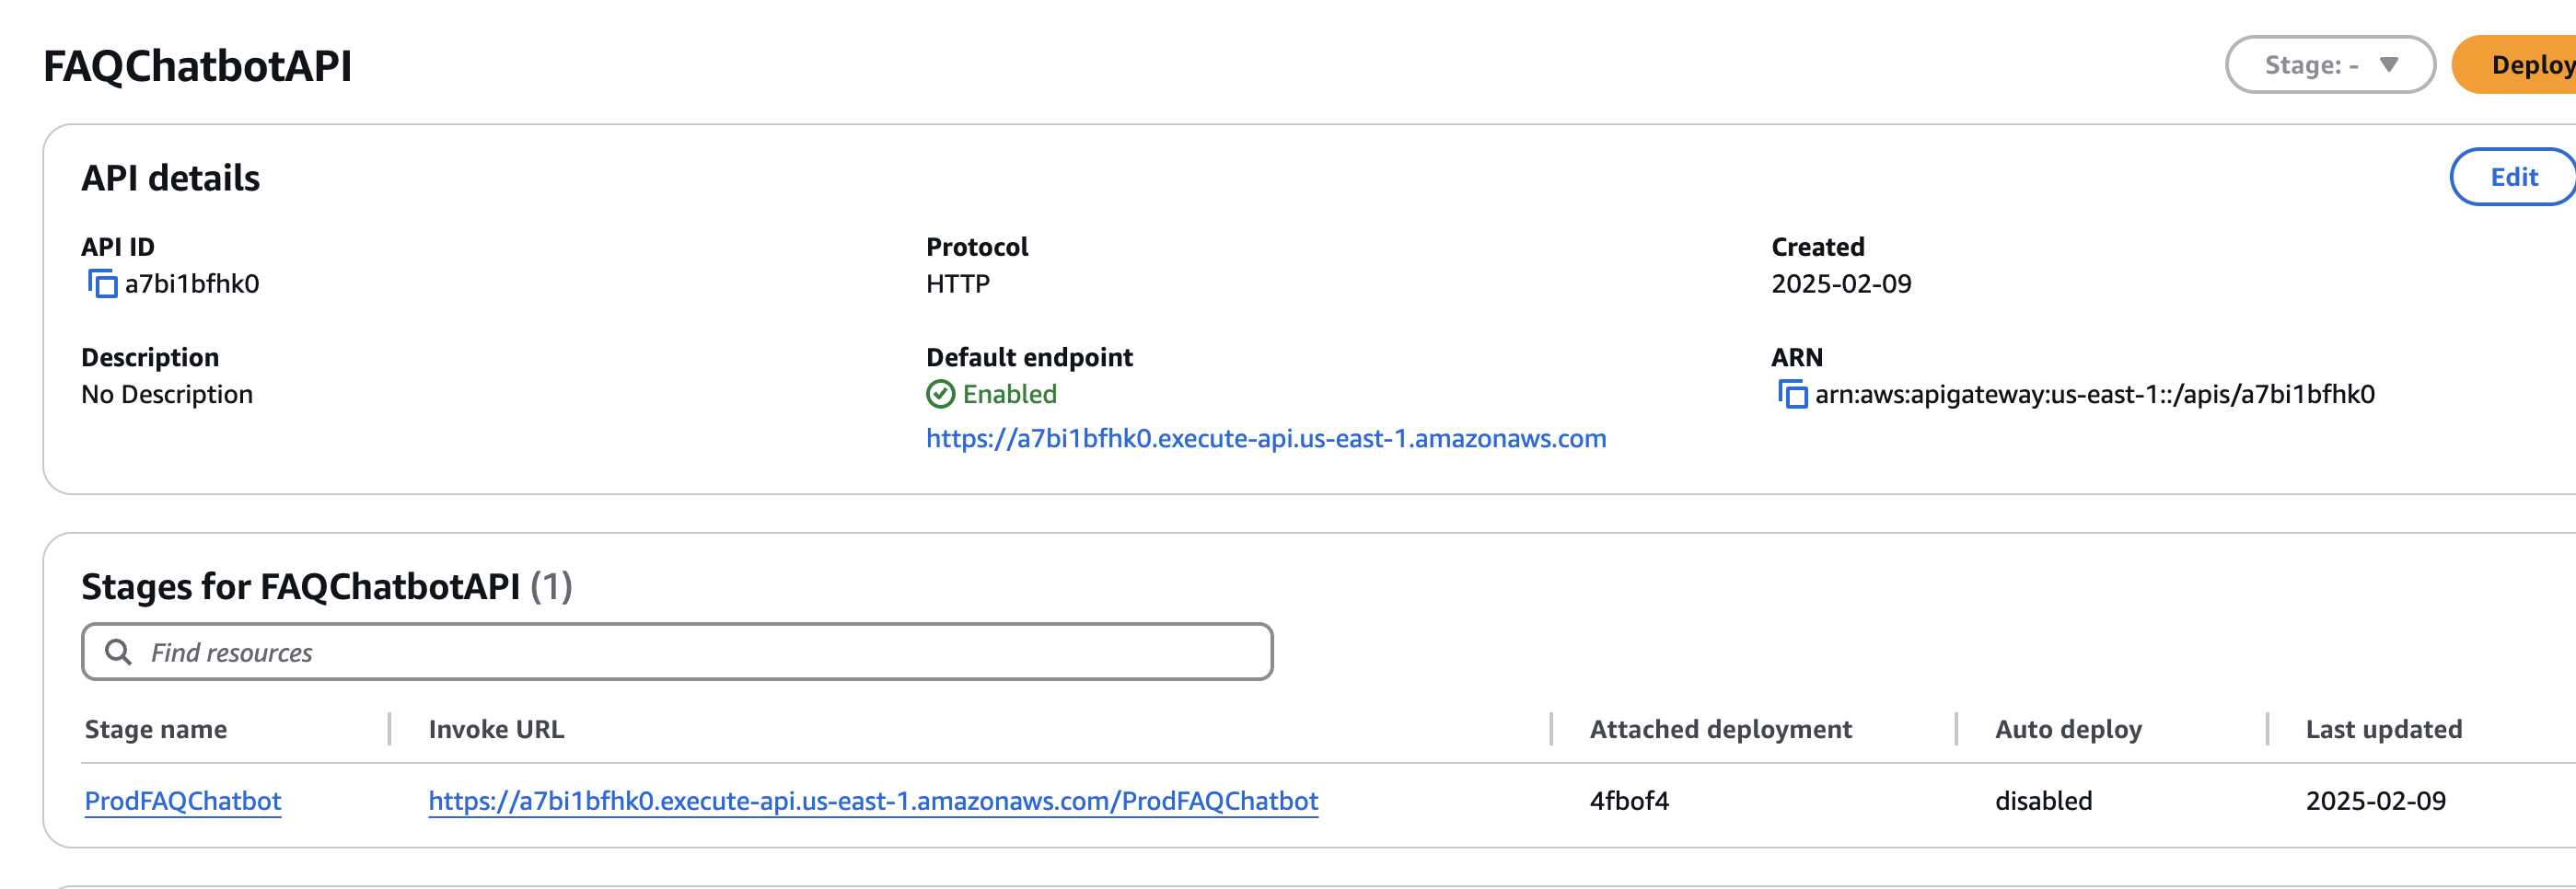 FAQChatbotAPI
Stage: -
Deploy
API details
Edit
API ID
Protocol
Created
a7bi1bfhk0
HTTP
2025-02-09
Description
Default endpoint
ARN
No Description
Enabled
arn:aws:apigateway:us-east-1::/apis/a7bi1bfhk0
https://a7bi1bfhk0.execute-api.us-east-1.amazonaws.com
Stages for FAQChatbotAPI (1)
Find resources
Stage name
Invoke URL
Attached deployment
Auto deploy
Last updated
ProdFAQChatbot
https://a7bi1bfhk0.execute-api.us-east-1.amazonaws.com/ProdFAQChatbot
4fbof4
disabled
2025-02-09